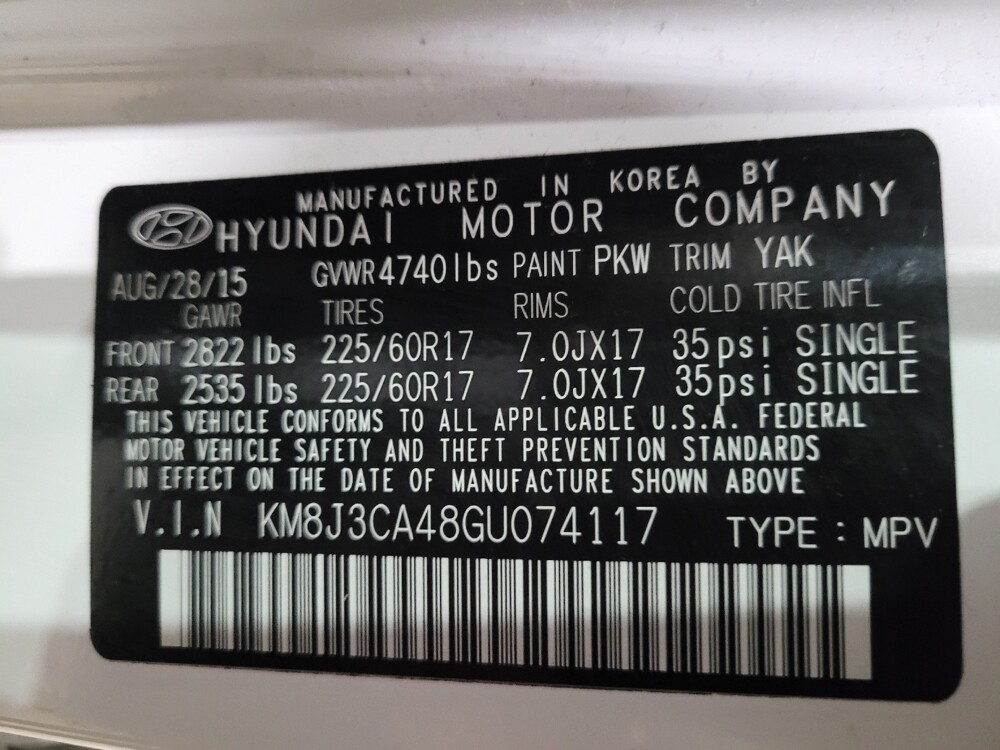 MANUFACTURED IN KOREA BY
HYUNDAI MOTOR COMPANY
AUG/28/15 GVWR 4740lbs PAINT PKW TRIM YAK
GAWR TIRES RIMS COLD TIRE INFL
FRONT 2822 lbs 225/60R17 7.0JX17 35psi SINGLE
REAR 2535 lbs 225/60R17 7.0JX17 35psi SINGLE
THIS VEHICLE CONFORMS TO ALL APPLICABLE U.S.A. FEDERAL
MOTOR VEHICLE SAFETY AND THEFT PREVENTION STANDARDS
IN EFFECT ON THE DATE OF MANUFACTURE SHOWN ABOVE
V.I.N KM8J3CA48GU074117 TYPE : MPV